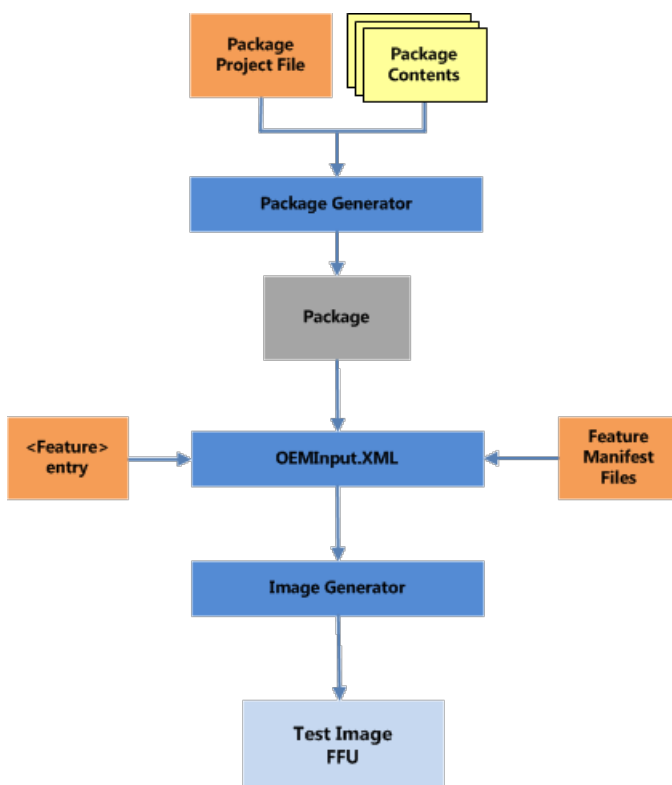 Package
Project File
Package
Contents
Package Generator
Package
<Feature>
entry
OEMInput.XML
Feature
Manifest
Files
Image Generator
Test Image
FFU